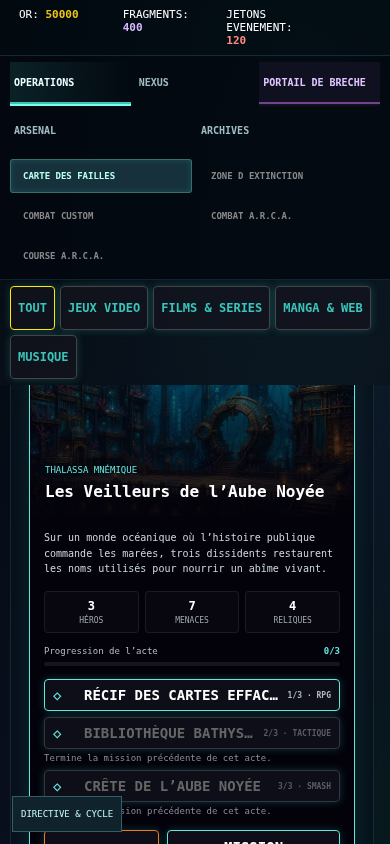 OR: 50000
FRAGMENTS: 400
JETONS EVENEMENT: 120
OPERATIONS
NEXUS
PORTAIL DE BRECHE
ARSENAL
ARCHIVES
CARTE DES FAILLES
ZONE D EXTINCTION
COMBAT CUSTOM
COMBAT A.R.C.A.
COURSE A.R.C.A.
TOUT
JEUX VIDEO
FILMS & SERIES
MANGA & WEB
MUSIQUE
THALASSA MNÉMIQUE
Les Veilleurs de l’Aube Noyée
Sur un monde océanique où l’histoire publique
commande les marées, trois dissidents restaurent
les noms utilisés pour nourrir un abîme vivant.
3
HÉROS
7
MENACES
4
RELIQUES
Progression de l’acte 0/3
◇ RÉCIF DES CARTES EFFAC… 1/3 · RPG
◇ BIBLIOTHÈQUE BATHYS… 2/3 · TACTIQUE
Termine la mission précédente de cet acte.
◇ CRÊTE DE L’AUBE NOYÉE 3/3 · SMASH
sion précédente de cet acte.
DIRECTIVE & CYCLE